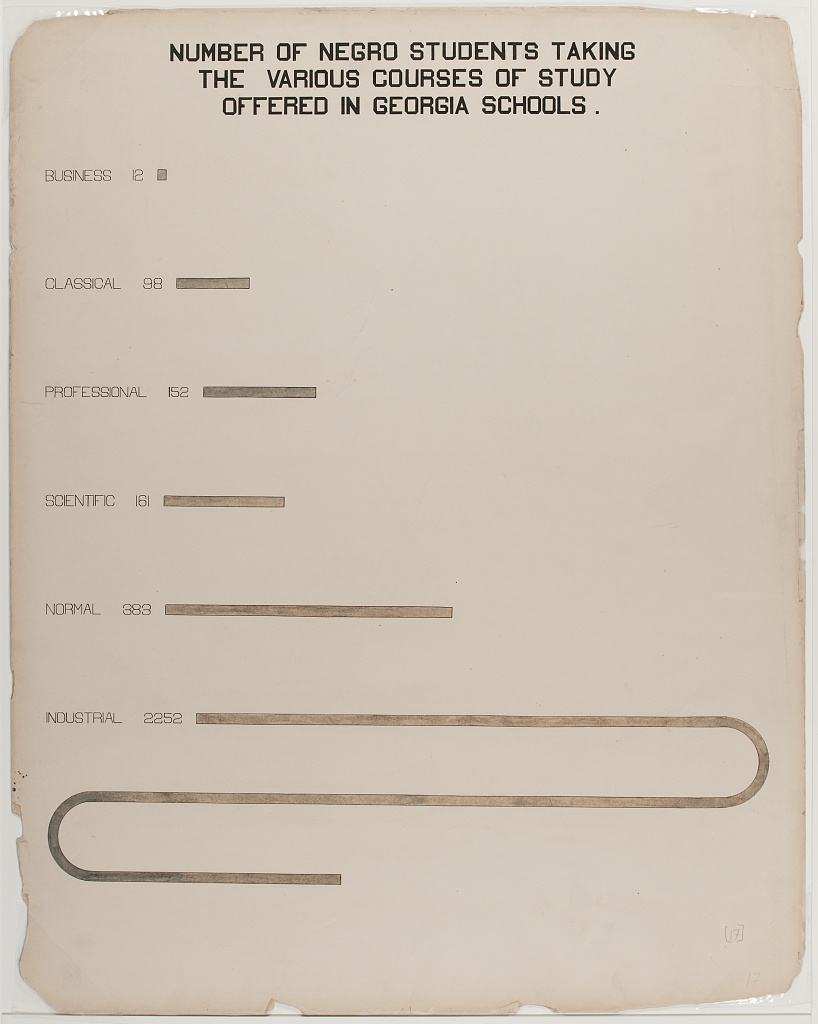 NUMBER OF NEGRO STUDENTS TAKING
THE VARIOUS COURSES OF STUDY
OFFERED IN GEORGIA SCHOOLS .
BUSINESS 12
CLASSICAL 98
PROFESSIONAL 152
SCIENTIFIC 161
NORMAL 383
INDUSTRIAL 2252
[17]
17